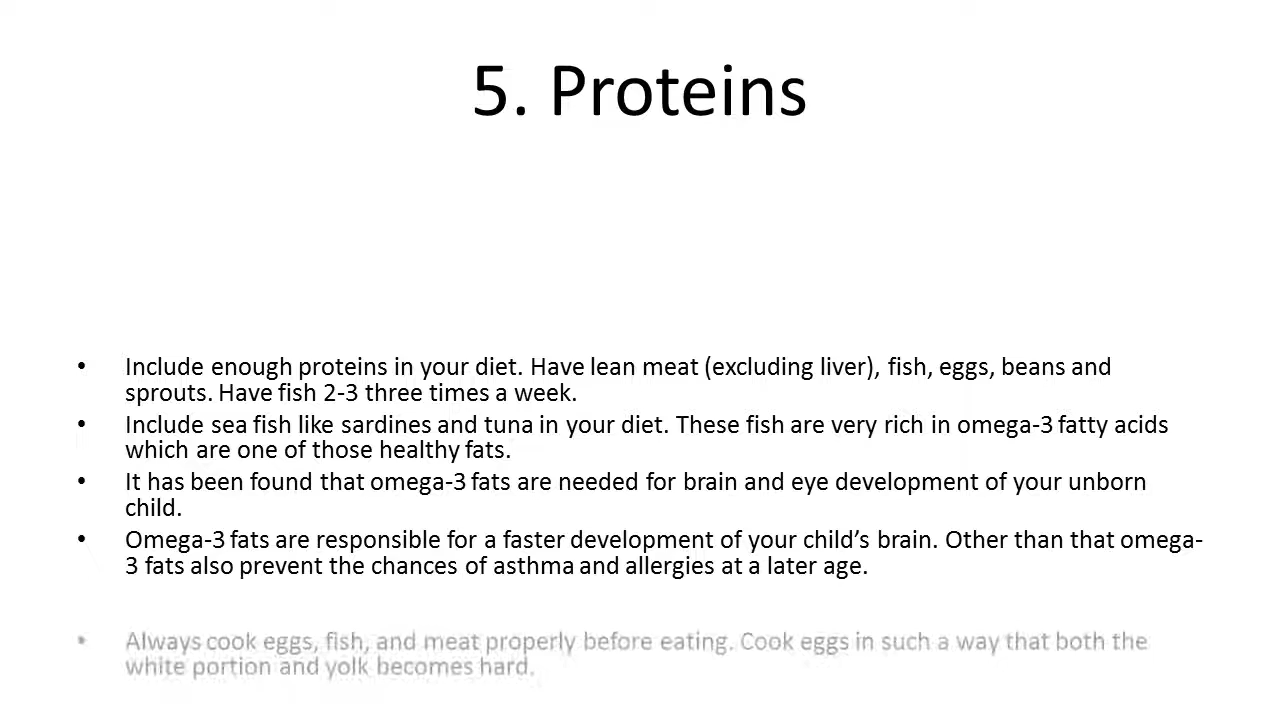 5. Proteins
• Include enough proteins in your diet. Have lean meat (excluding liver), fish, eggs, beans and
sprouts. Have fish 2-3 three times a week.
• Include sea fish like sardines and tuna in your diet. These fish are very rich in omega-3 fatty acids
which are one of those healthy fats.
• It has been found that omega-3 fats are needed for brain and eye development of your unborn
child.
• Omega-3 fats are responsible for a faster development of your child’s brain. Other than that omega-
3 fats also prevent the chances of asthma and allergies at a later age.
• Always cook eggs, fish, and meat properly before eating. Cook eggs in such a way that both the
white portion and yolk becomes hard.